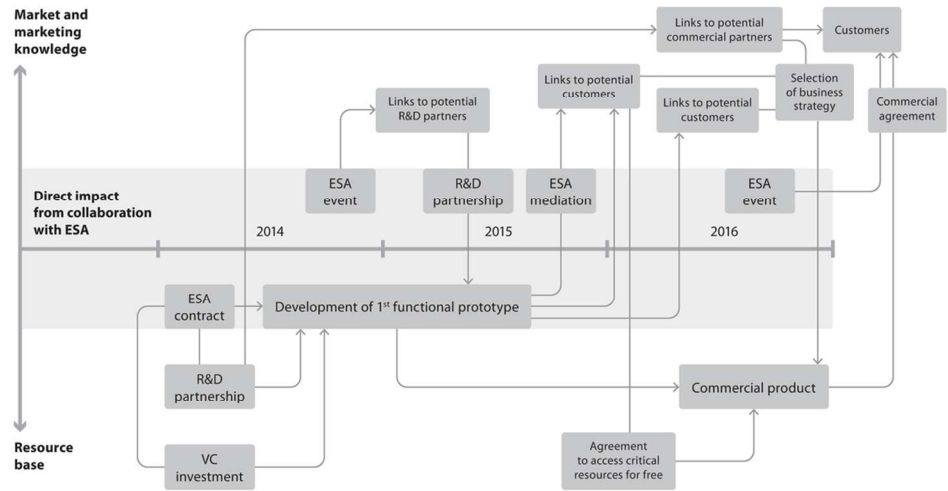 Market and
marketing
knowledge
Links to potential
commercial partners
Customers
Links to potential
customers
Selection
of business
strategy
Links to potential
R&D partners
Links to potential
customers
Commercial
agreement
Direct impact
from collaboration
with ESA
ESA
event
R&D
partnership
ESA
mediation
ESA
event
2014
2015
2016
ESA
contract
Development of 1st functional prototype
R&D
partnership
Commercial product
Resource
base
VC
investment
Agreement
to access critical
resources for free